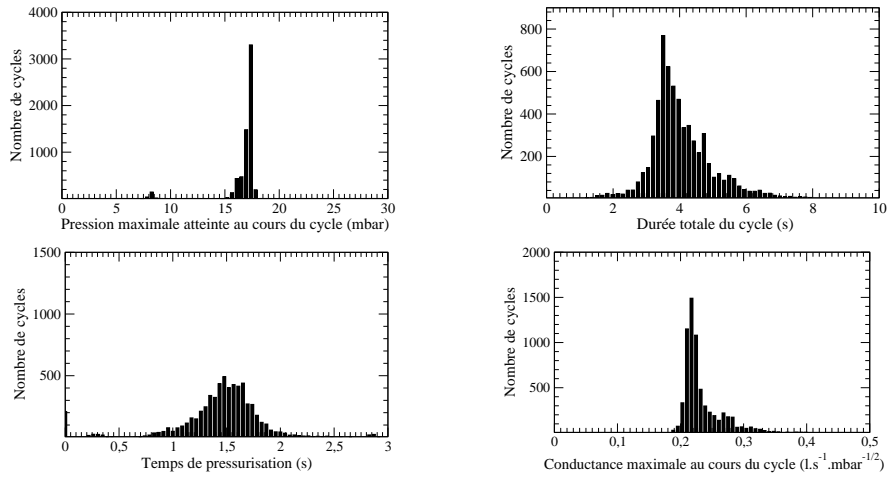 4000
3000
2000
1000
Nombre de cycles
0 5 10 15 20 25 30
Pression maximale atteinte au cours du cycle (mbar)
800
600
400
200
Nombre de cycles
0 2 4 6 8 10
Durée totale du cycle (s)
1500
1000
500
Nombre de cycles
0 0,5 1 1,5 2 2,5 3
Temps de pressurisation (s)
2000
1500
1000
500
Nombre de cycles
0 0,1 0,2 0,3 0,4 0,5
Conductance maximale au cours du cycle (l.s⁻¹.mbar⁻¹/²)